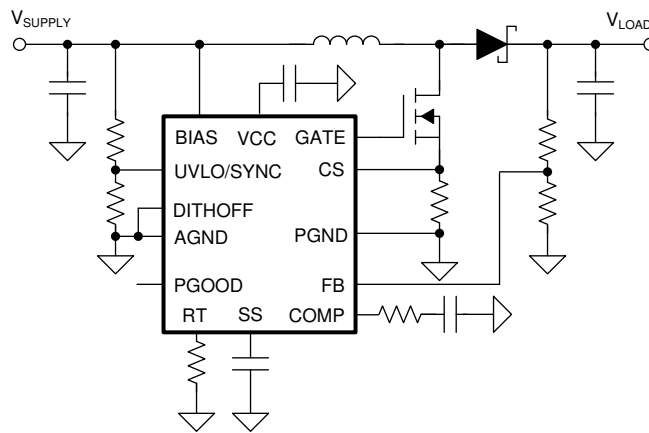 VSUPPLY
VLOAD
BIAS
VCC
GATE
UVLO/SYNC
CS
DITHOFF
AGND
PGND
PGOOD
FB
RT
SS
COMP